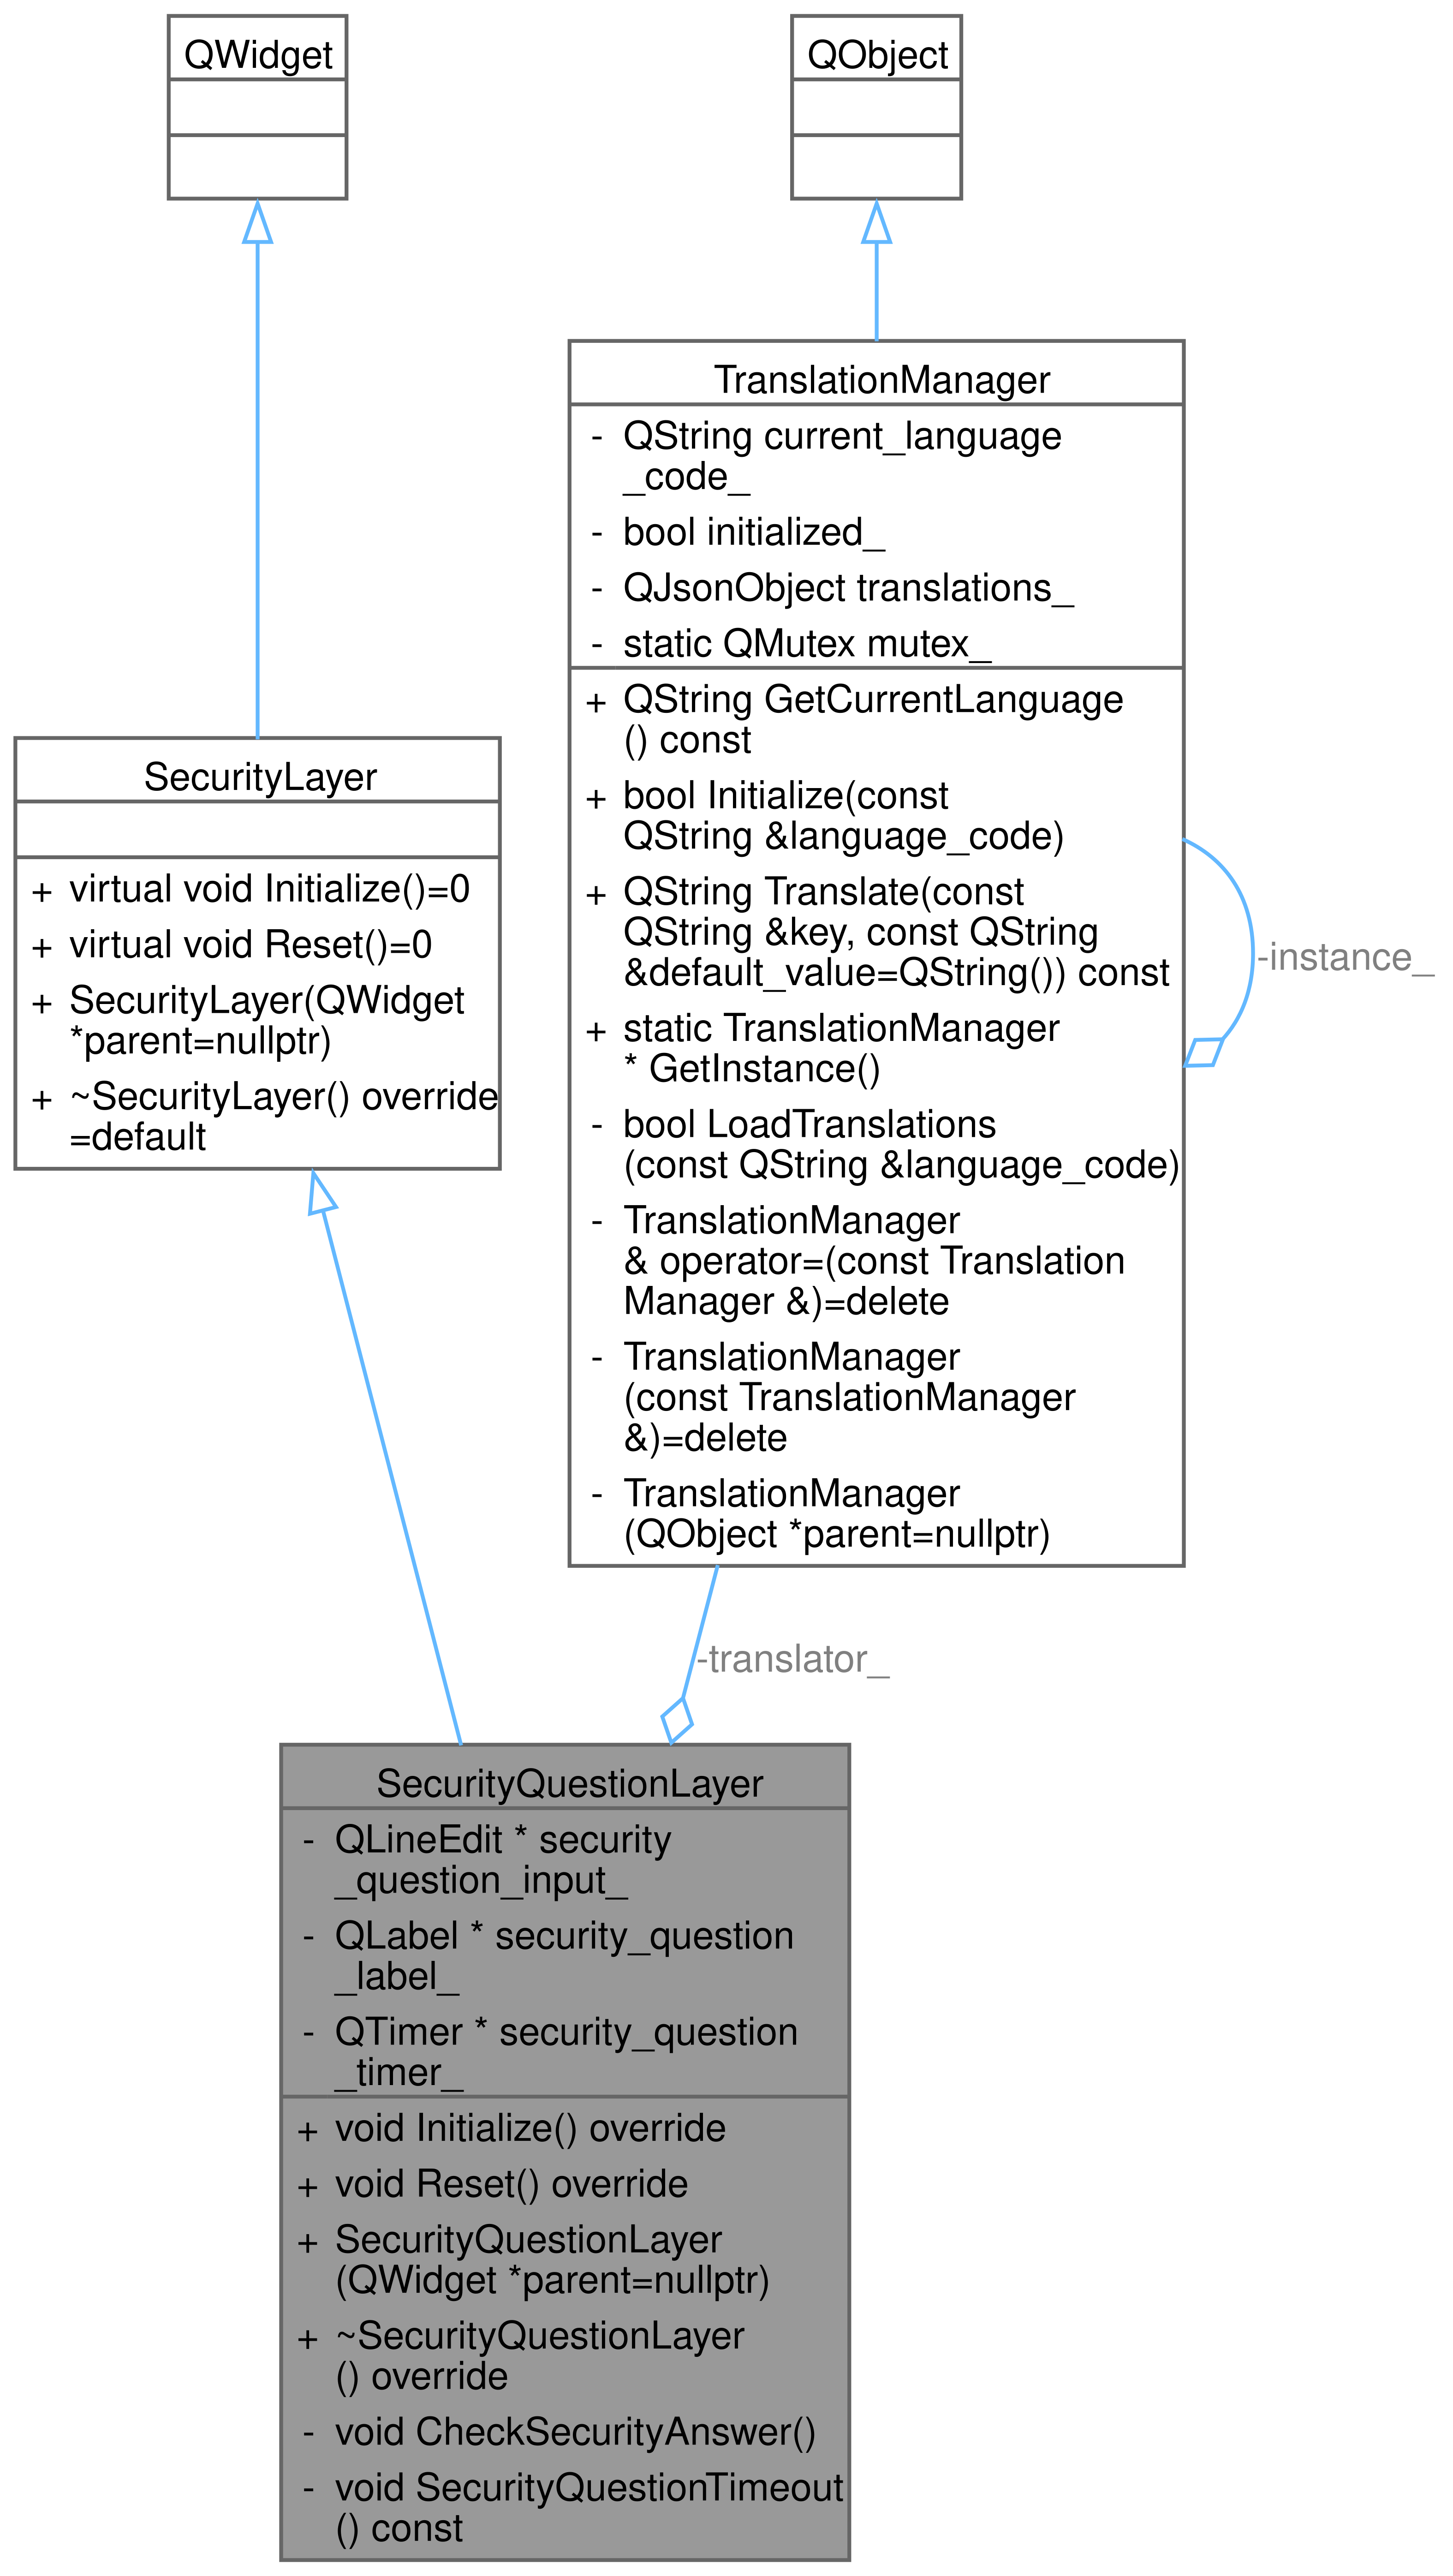 QWidget
QObject
TranslationManager
- QString current_language
_code_
- bool initialized_
- QJsonObject translations_
- static QMutex mutex_
+ QString GetCurrentLanguage
() const
+ bool Initialize(const
QString &language_code)
+ QString Translate(const
QString &key, const QString
&default_value=QString()) const
+ static TranslationManager
* GetInstance()
- bool LoadTranslations
(const QString &language_code)
- TranslationManager
& operator=(const Translation
Manager &)=delete
- TranslationManager
(const TranslationManager
&)=delete
- TranslationManager
(QObject *parent=nullptr)
-instance_
SecurityLayer
+ virtual void Initialize()=0
+ virtual void Reset()=0
+ SecurityLayer(QWidget
*parent=nullptr)
+ ~SecurityLayer() override
=default
-translator_
SecurityQuestionLayer
- QLineEdit * security
_question_input_
- QLabel * security_question
_label_
- QTimer * security_question
_timer_
+ void Initialize() override
+ void Reset() override
+ SecurityQuestionLayer
(QWidget *parent=nullptr)
+ ~SecurityQuestionLayer
() override
- void CheckSecurityAnswer()
- void SecurityQuestionTimeout
() const